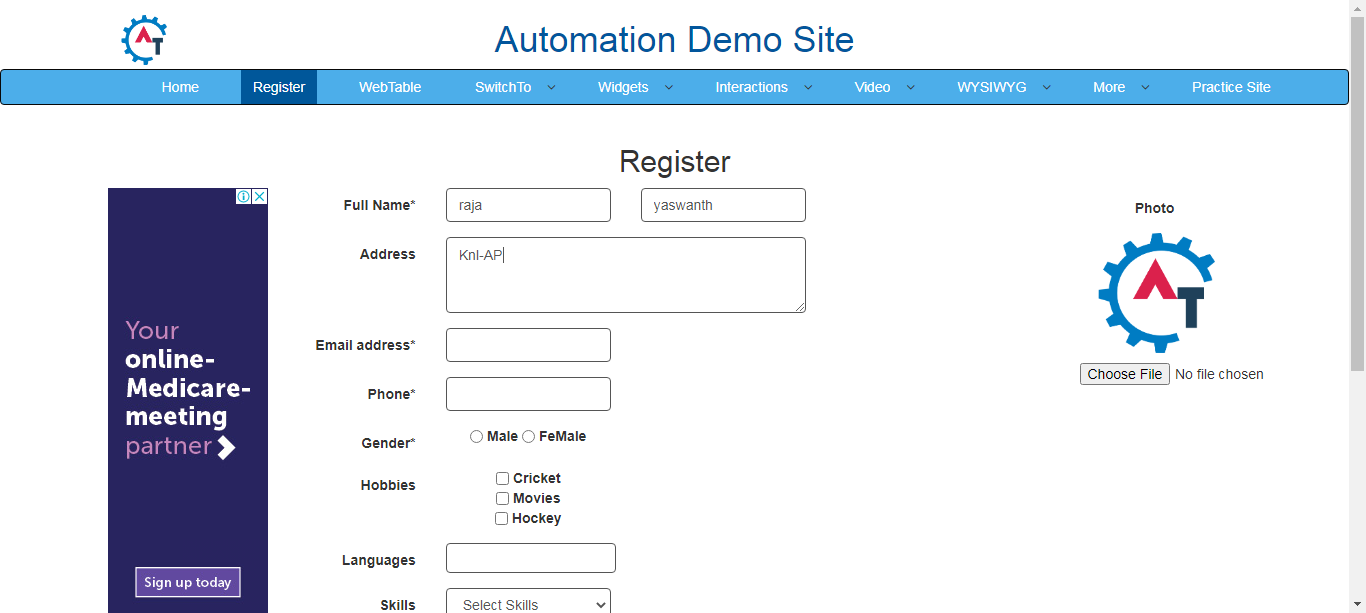 AT
Automation Demo Site
Home Register WebTable SwitchTo Widgets Interactions Video WYSIWYG More Practice Site
Register
Full Name* raja yaswanth
Photo
Address Knl-AP
AT
Your
online-
Medicare-
meeting
partner
Email address*
Choose File No file chosen
Phone*
Gender* Male FeMale
Hobbies Cricket
Movies
Hockey
Languages
Sign up today
Skills Select Skills